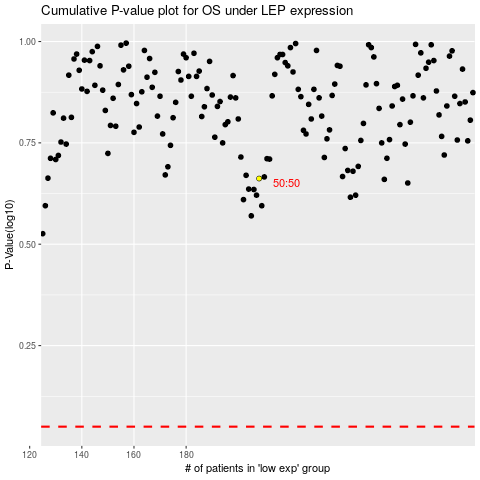 Cumulative P-value plot for OS under LEP expression
P-Value(log10)
1.00
0.75
0.50
0.25
50:50
120 140 160 180
# of patients in 'low exp' group